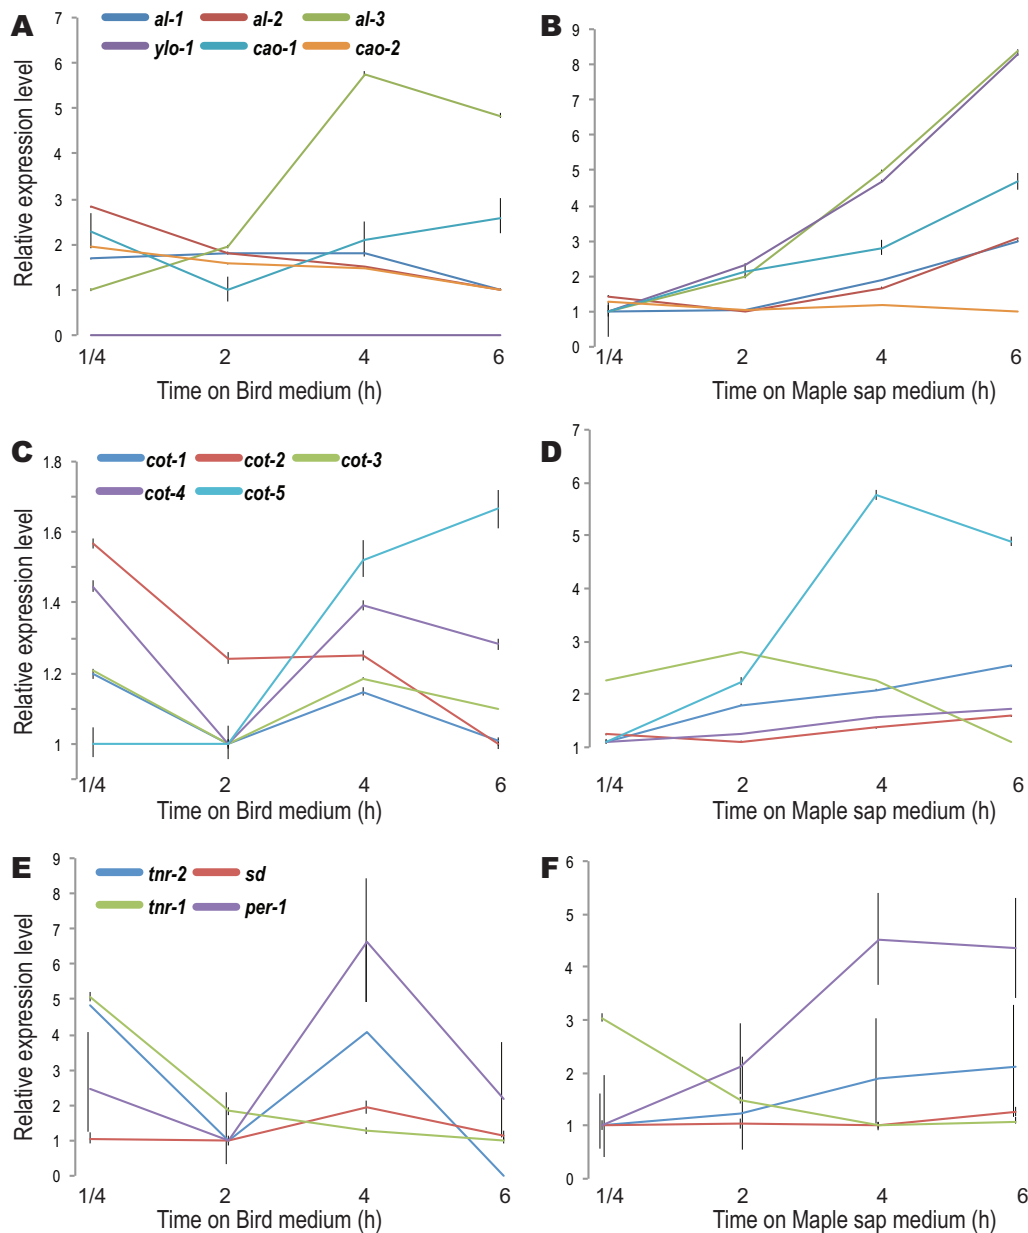 A
al-1 al-2 al-3
ylo-1 cao-1 cao-2
Relative expression level
7
6
5
4
3
2
1
0
1/4 2 4 6
Time on Bird medium (h)
B
9
8
7
6
5
4
3
2
1
0
1/4 2 4 6
Time on Maple sap medium (h)
C
cot-1 cot-2 cot-3
cot-4 cot-5
Relative expression level
1.8
1.6
1.4
1.2
1
1/4 2 4 6
Time on Bird medium (h)
D
7
6
5
4
3
2
1
1/4 2 4 6
Time on Maple sap medium (h)
E
tnr-2 sd
tnr-1 per-1
Relative expression level
9
8
7
6
5
4
3
2
1
0
1/4 2 4 6
Time on Bird medium (h)
F
6
5
4
3
2
1
0
1/4 2 4 6
Time on Maple sap medium (h)